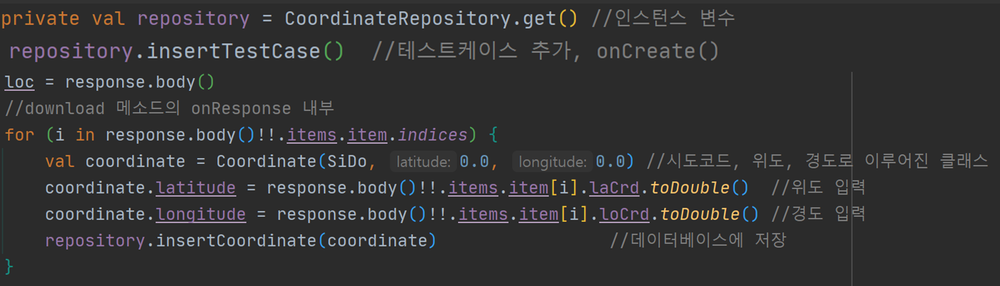 private val repository = CoordinateRepository.get() //인스턴스 변수
repository.insertTestCase()  //테스트케이스 추가, onCreate()
loc = response.body()
//download 메소드의 onResponse 내부
for (i in response.body()!!.items.item.indices) {
    val coordinate = Coordinate(SiDo, latitude: 0.0, longitude: 0.0) //시도코드, 위도, 경도로 이루어진 클래스
    coordinate.latitude = response.body()!!.items.item[i].laCrd.toDouble()  //위도 입력
    coordinate.longitude = response.body()!!.items.item[i].loCrd.toDouble() //경도 입력
    repository.insertCoordinate(coordinate)                 //데이터베이스에 저장
}